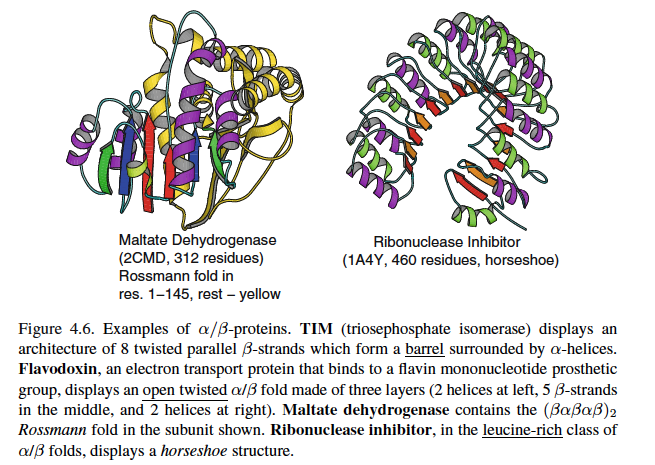 Maltate Dehydrogenase
(2CMD, 312 residues)
Rossmann fold in
res. 1–145, rest – yellow
Ribonuclease Inhibitor
(1A4Y, 460 residues, horseshoe)
Figure 4.6. Examples of α/β-proteins. TIM (triosephosphate isomerase) displays an
architecture of 8 twisted parallel β-strands which form a barrel surrounded by α-helices.
Flavodoxin, an electron transport protein that binds to a flavin mononucleotide prosthetic
group, displays an open twisted α/β fold made of three layers (2 helices at left, 5 β-strands
in the middle, and 2 helices at right). Maltate dehydrogenase contains the (βαβαβ)₂
Rossmann fold in the subunit shown. Ribonuclease inhibitor, in the leucine-rich class of
α/β folds, displays a horseshoe structure.